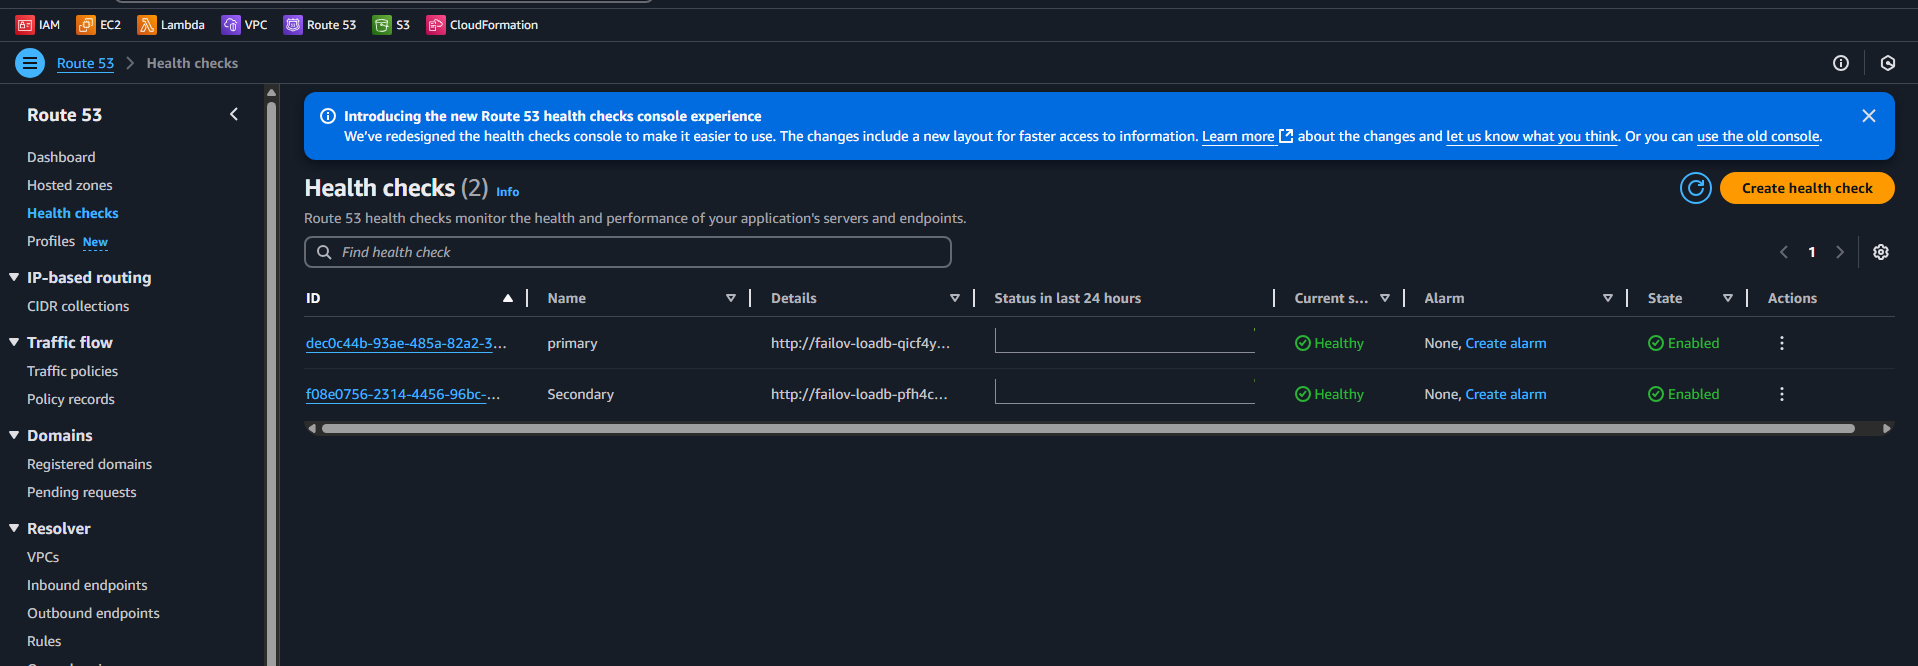 IAM EC2 Lambda VPC Route 53 S3 CloudFormation
Route 53 > Health checks
Route 53
Dashboard
Hosted zones
Health checks
Profiles New
IP-based routing
CIDR collections
Traffic flow
Traffic policies
Policy records
Domains
Registered domains
Pending requests
Resolver
VPCs
Inbound endpoints
Outbound endpoints
Rules
Introducing the new Route 53 health checks console experience
We've redesigned the health checks console to make it easier to use. The changes include a new layout for faster access to information. Learn more about the changes and let us know what you think. Or you can use the old console.
Health checks (2) Info
Create health check
Route 53 health checks monitor the health and performance of your application's servers and endpoints.
Find health check
1
ID Name Details Status in last 24 hours Current s... Alarm State Actions
dec0c44b-93ae-485a-82a2-3... primary http://failov-loadb-qicf4y... Healthy None, Create alarm Enabled
f08e0756-2314-4456-96bc-... Secondary http://failov-loadb-pfh4c... Healthy None, Create alarm Enabled